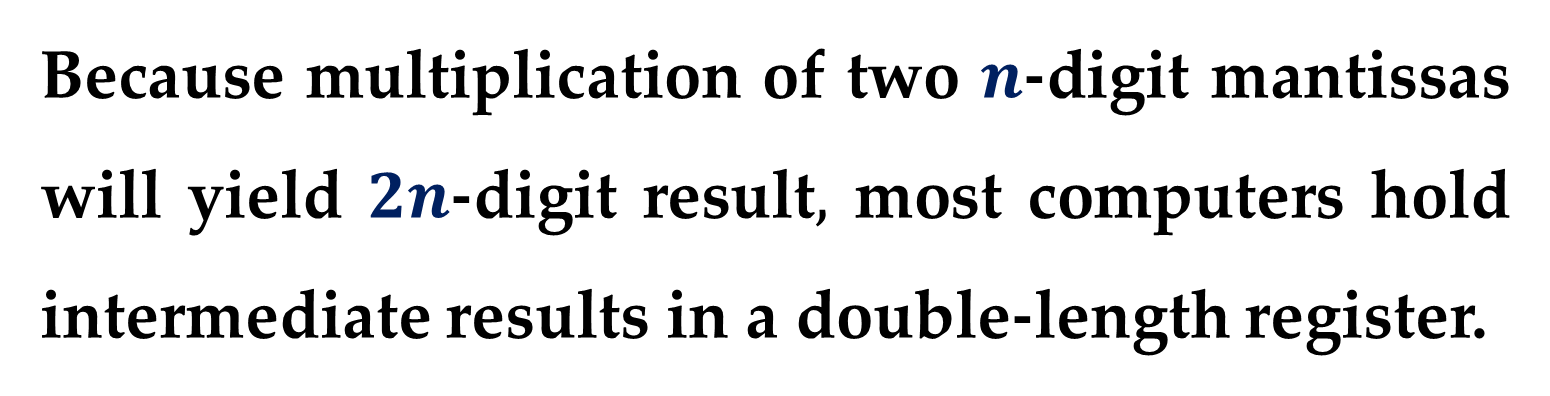 Because multiplication of two n-digit mantissas
will yield 2n-digit result, most computers hold
intermediate results in a double-length register.